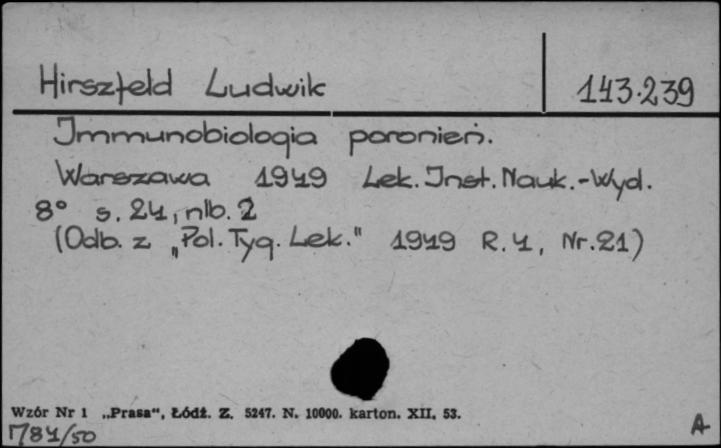 Hirszfeld Ludwik
143.239
Immunobiologia poronień.
Warszawa 1949 Lek. Inst. Nauk.-Wyd.
8° s. 24, nlb. 2
(Odb. z „Pol. Tyg. Lek." 1949 R. 4, Nr. 21)
Wzór Nr 1 „Prasa“, Łódź. Z. 5247. N. 10000. karton. XII. 53.
784/50
A